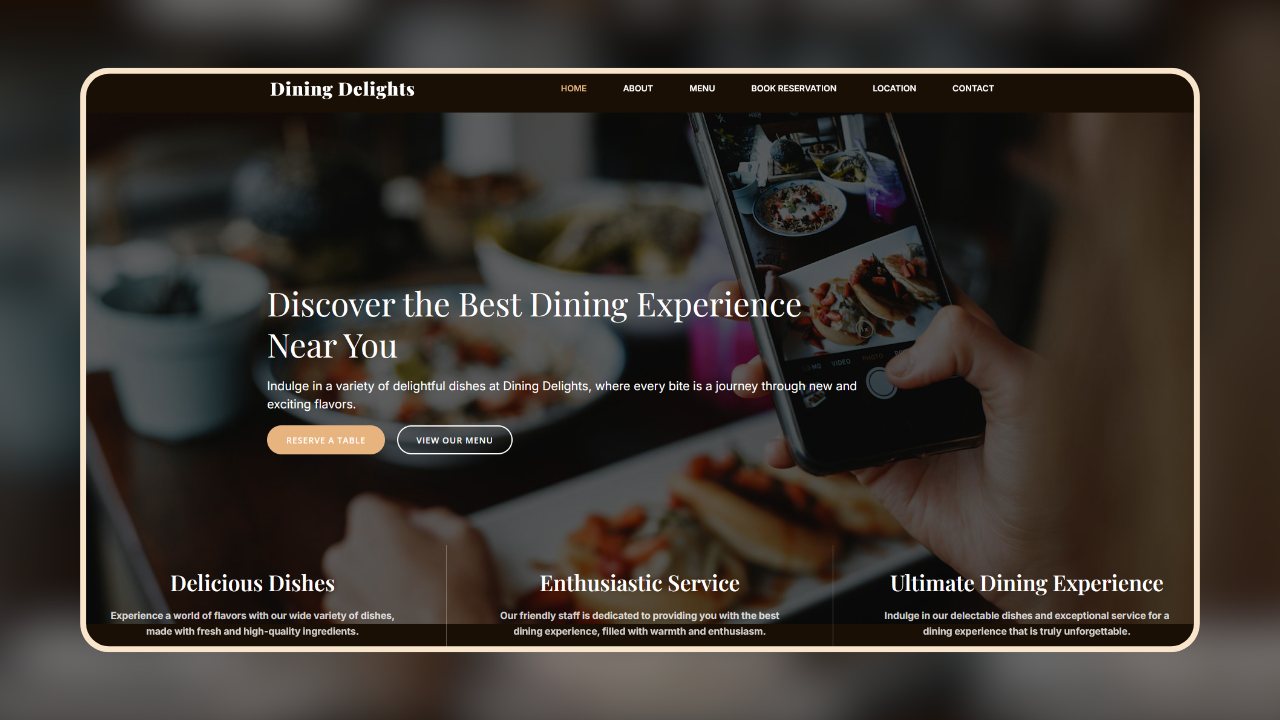 Dining Delights
HOME ABOUT MENU BOOK RESERVATION LOCATION CONTACT
Discover the Best Dining Experience
Near You
Indulge in a variety of delightful dishes at Dining Delights, where every bite is a journey through new and
exciting flavors.
RESERVE A TABLE VIEW OUR MENU
VIDEO PHOTO
Delicious Dishes
Experience a world of flavors with our wide variety of dishes,
made with fresh and high-quality ingredients.
Enthusiastic Service
Our friendly staff is dedicated to providing you with the best
dining experience, filled with warmth and enthusiasm.
Ultimate Dining Experience
Indulge in our delectable dishes and exceptional service for a
dining experience that is truly unforgettable.